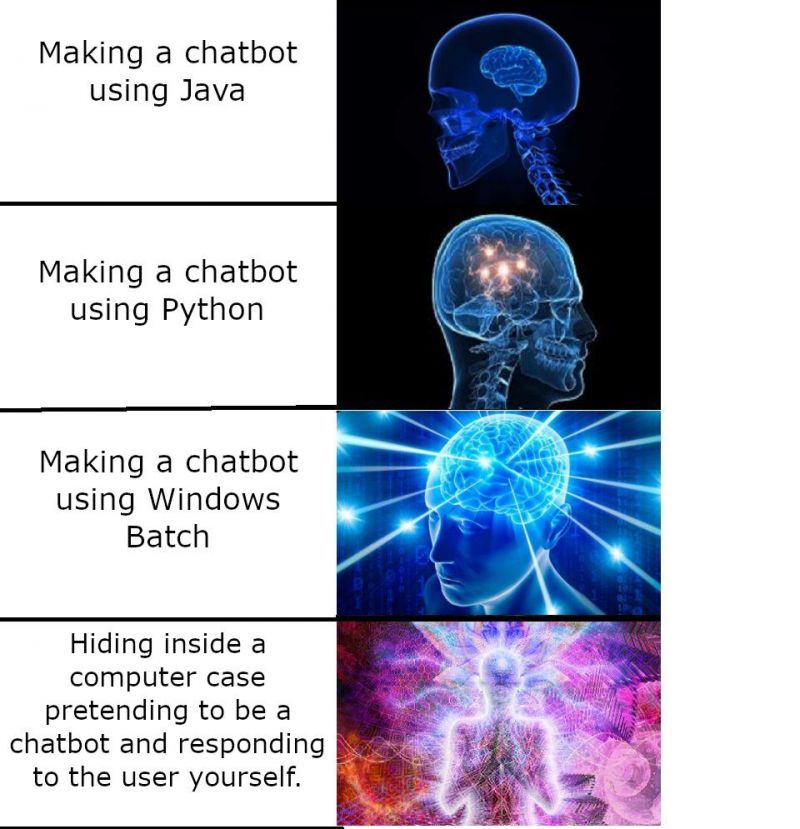 Making a chatbot
using Java
Making a chatbot
using Python
Making a chatbot
using Windows
Batch
Hiding inside a
computer case
pretending to be a
chatbot and responding
to the user yourself.